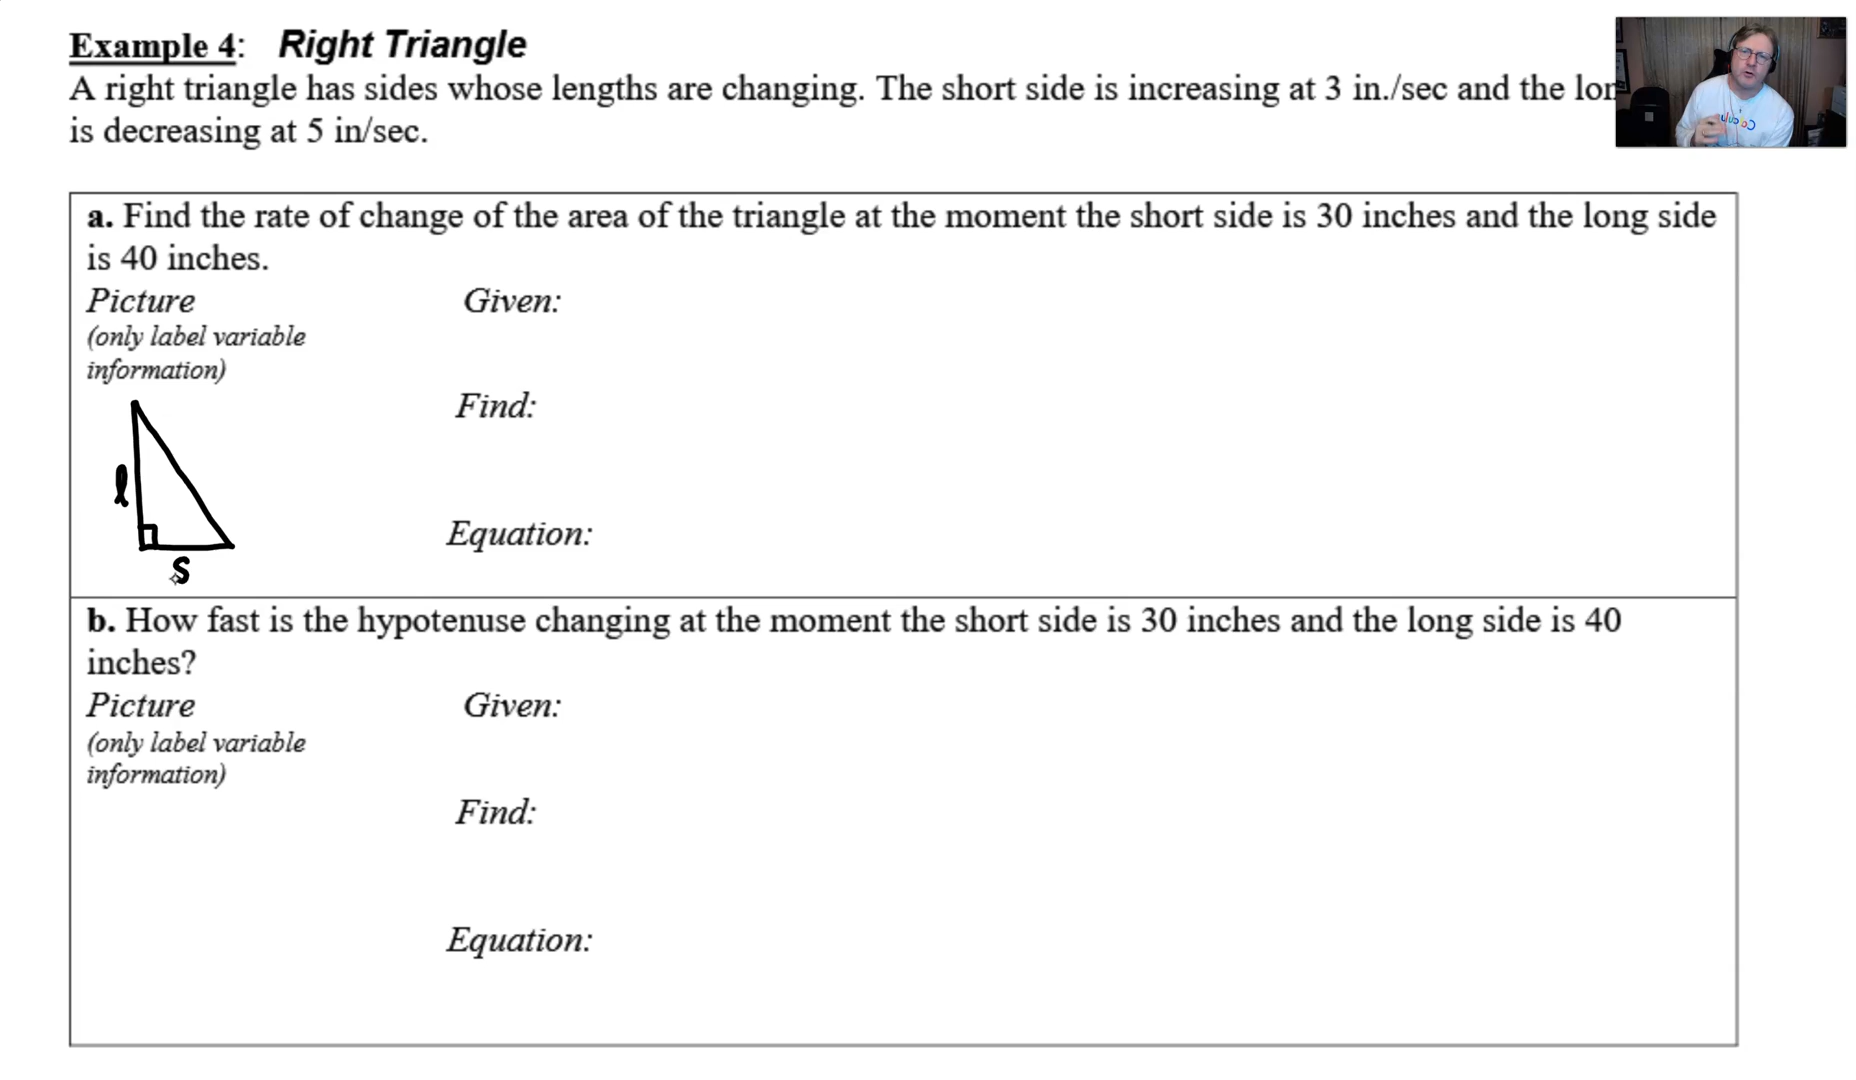 Example 4: Right Triangle
A right triangle has sides whose lengths are changing. The short side is increasing at 3 in./sec and the
is decreasing at 5 in/sec.
a. Find the rate of change of the area of the triangle at the moment the short side is 30 inches and the long side
is 40 inches.
Picture
Given:
(only label variable
information)
Find:
l
Equation:
s
b. How fast is the hypotenuse changing at the moment the short side is 30 inches and the long side is 40
inches?
Picture
Given:
(only label variable
information)
Find:
Equation: